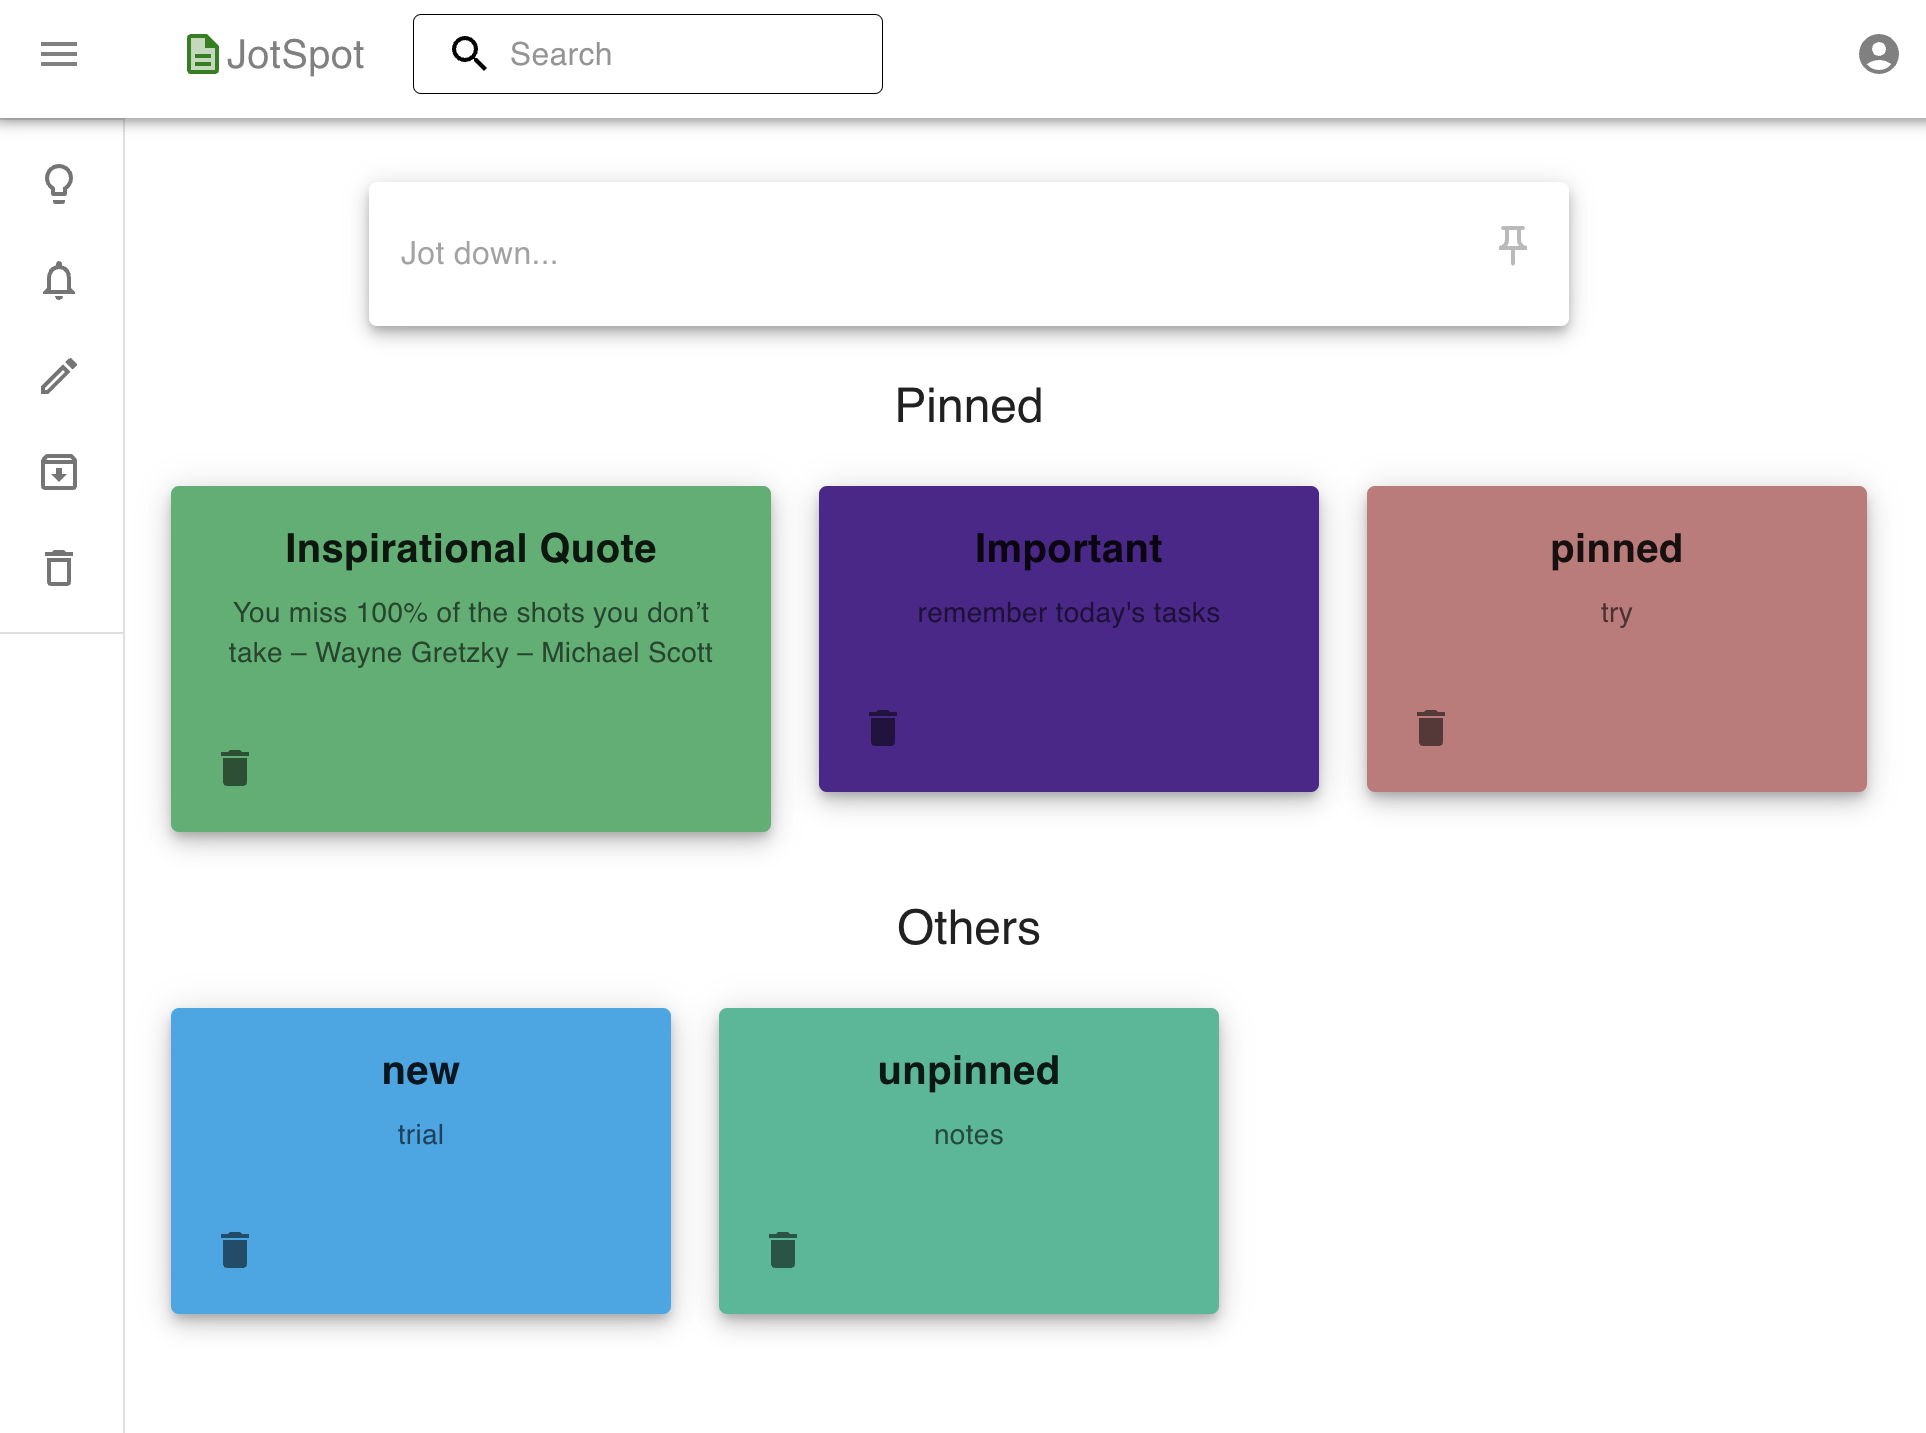 JotSpot
Search
Jot down...
Pinned
Inspirational Quote
You miss 100% of the shots you don’t
take – Wayne Gretzky – Michael Scott
Important
remember today's tasks
pinned
try
Others
new
trial
unpinned
notes